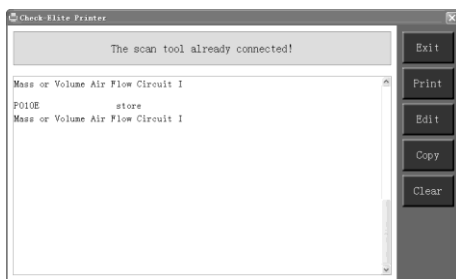 Check-Elite Printer
The scan tool already connected!
Mass or Volume Air Flow Circuit I
P010E store
Mass or Volume Air Flow Circuit I
Exit
Print
Edit
Copy
Clear